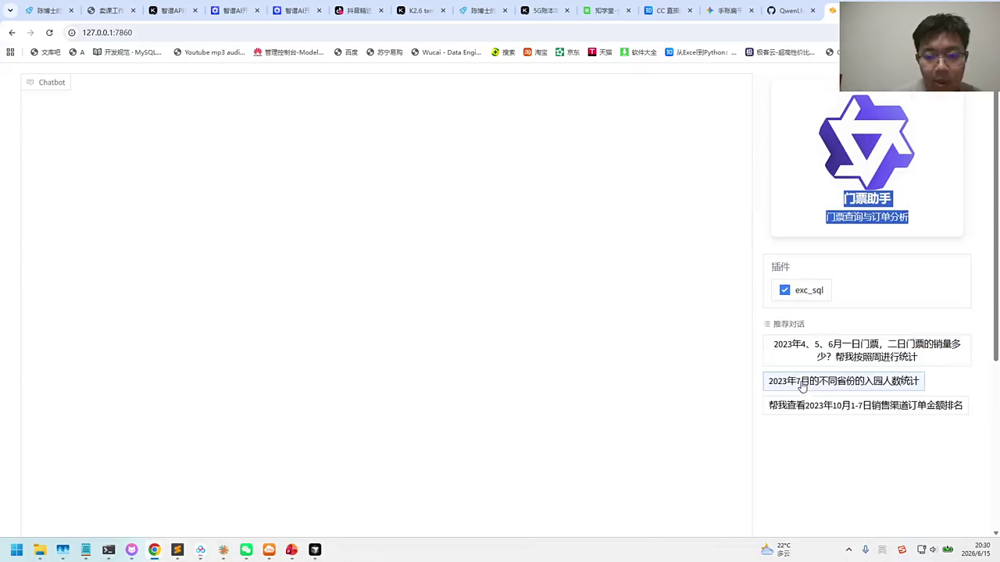 陈博士的
卖课工作
智谱API
智谱AI开
智谱AI开
抖音精选
K2.6 ten
陈博士的
5G账本
知学堂-
CC 直播
手账扁平
QwenLh
127.0.0.1:7860
文库吧
A
开发规范 - MySQL...
Youtube mp3 audi...
管理控制台-Model...
百度
苏宁易购
Wucai - Data Engi...
搜索
淘宝
京东
天猫
软件大全
从Excel到Python：...
极客云-超高性价比...
Chatbot
门票助手
门票查询与订单分析
插件
exc_sql
推荐对话
2023年4、5、6月一日门票，二日门票的销量多
少？帮我按照周进行统计
2023年7月的不同省份的入园人数统计
帮我查看2023年10月1-7日销售渠道订单金额排名
22°C
多云
英
20:30
2026/6/15